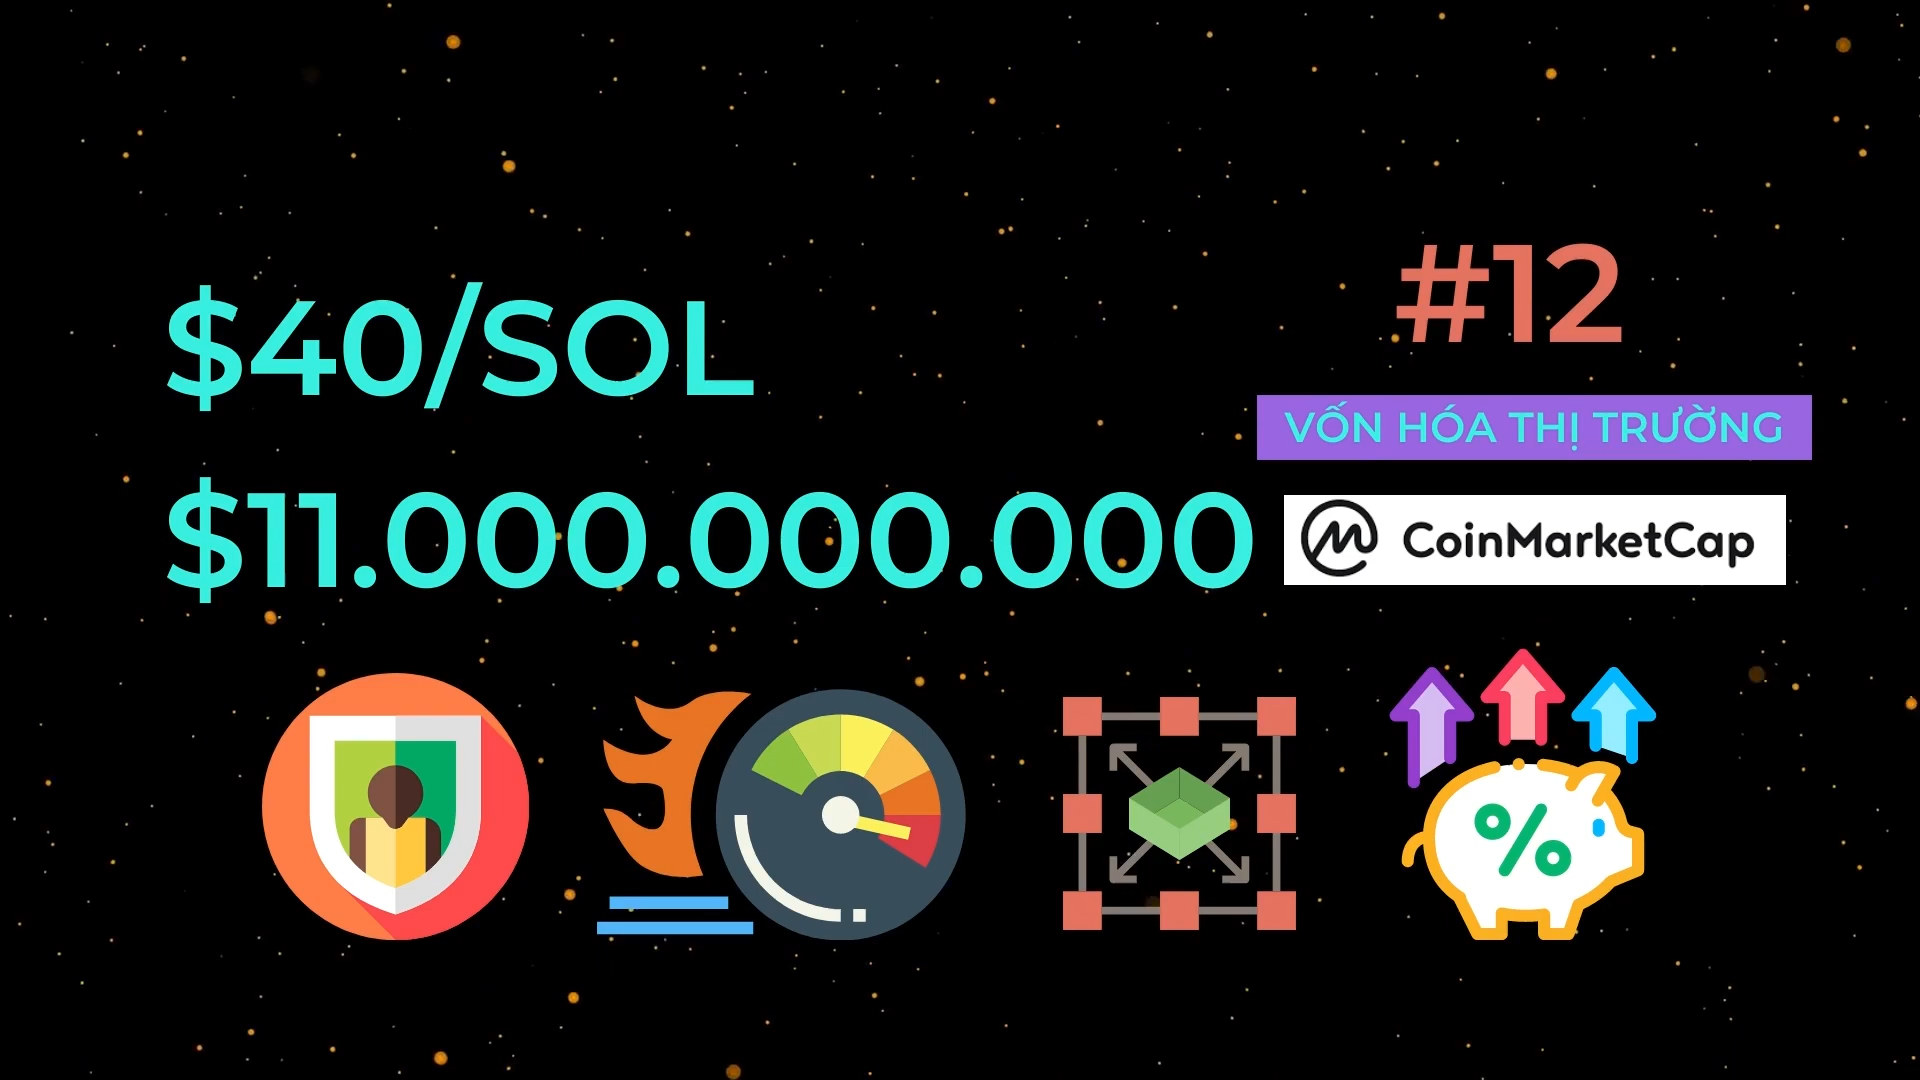 $40/SOL
$11.000.000.000
#12
VỐN HÓA THỊ TRƯỜNG
CoinMarketCap
%